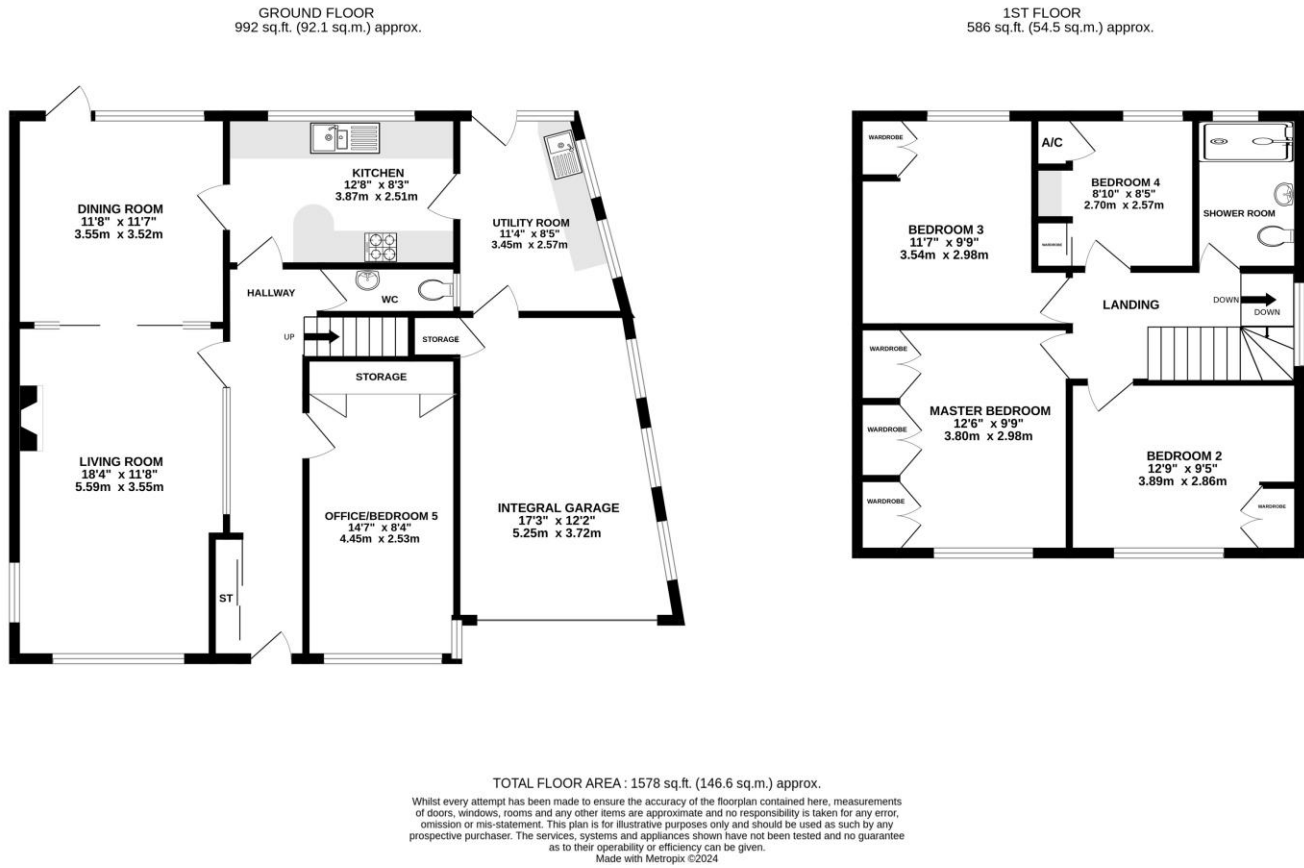 GROUND FLOOR
992 sq.ft. (92.1 sq.m.) approx.
DINING ROOM
11'8" x 11'7"
3.55m x 3.52m
KITCHEN
12'8" x 8'3"
3.87m x 2.51m
UTILITY ROOM
11'4" x 8'5"
3.45m x 2.57m
HALLWAY
WC
UP
STORAGE
STORAGE
LIVING ROOM
18'4" x 11'8"
5.59m x 3.55m
OFFICE/BEDROOM 5
14'7" x 8'4"
4.45m x 2.53m
INTEGRAL GARAGE
17'3" x 12'2"
5.25m x 3.72m
ST
1ST FLOOR
586 sq.ft. (54.5 sq.m.) approx.
WARDROBE
A/C
BEDROOM 4
8'10" x 8'5"
2.70m x 2.57m
SHOWER ROOM
BEDROOM 3
11'7" x 9'9"
3.54m x 2.98m
WARDROBE
LANDING
DOWN
DOWN
WARDROBE
MASTER BEDROOM
12'6" x 9'9"
3.80m x 2.98m
WARDROBE
BEDROOM 2
12'9" x 9'5"
3.89m x 2.86m
WARDROBE
WARDROBE
TOTAL FLOOR AREA : 1578 sq.ft. (146.6 sq.m.) approx.
Whilst every attempt has been made to ensure the accuracy of the floorplan contained here, measurements
of doors, windows, rooms and any other items are approximate and no responsibility is taken for any error,
omission or mis-statement. This plan is for illustrative purposes only and should be used as such by any
prospective purchaser. The services, systems and appliances shown have not been tested and no guarantee
as to their operability or efficiency can be given.
Made with Metropix ©2024